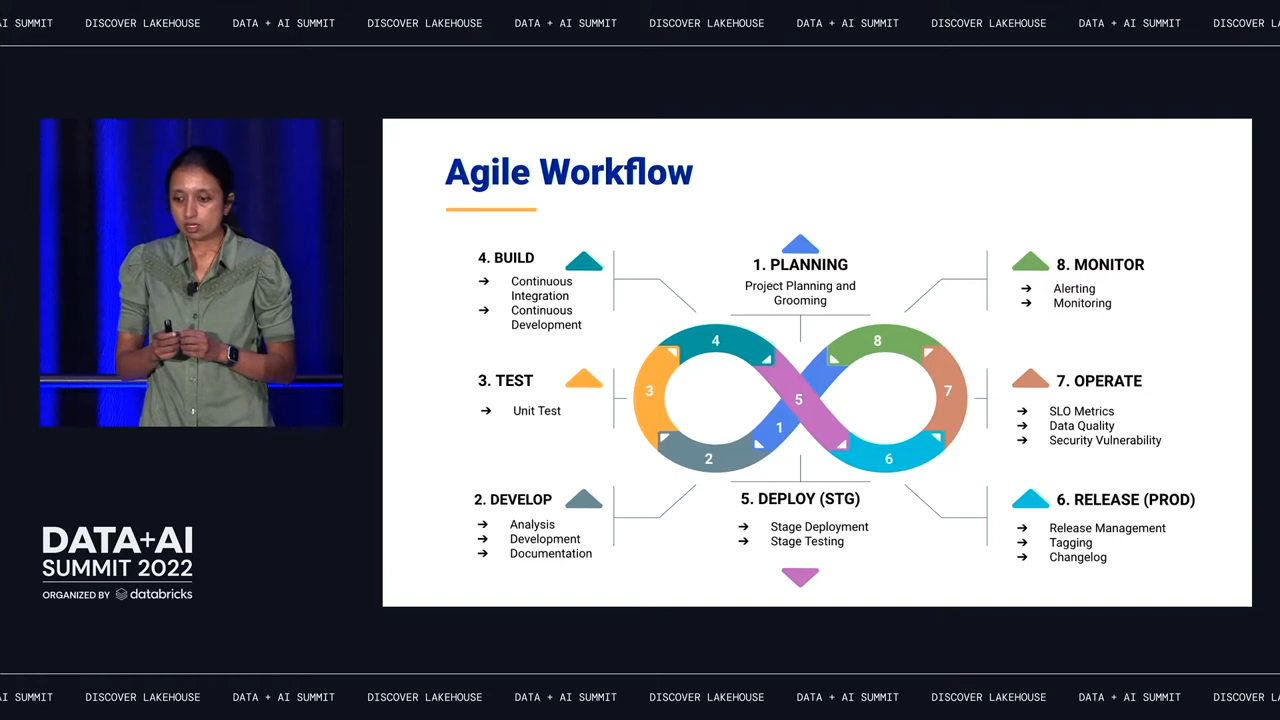 AI SUMMIT DISCOVER LAKEHOUSE DATA + AI SUMMIT DISCOVER LAKEHOUSE DATA + AI SUMMIT DISCOVER LAKEHOUSE DATA + AI SUMMIT DISCOVER LAKEHOUSE DATA + AI SUMMIT DISCOVER
Agile Workflow
4. BUILD
➔ Continuous
Integration
➔ Continuous
Development
1. PLANNING
Project Planning and
Grooming
8. MONITOR
➔ Alerting
➔ Monitoring
4
8
3. TEST
➔ Unit Test
3
5
7
1
2
6
7. OPERATE
➔ SLO Metrics
➔ Data Quality
➔ Security Vulnerability
2. DEVELOP
➔ Analysis
➔ Development
➔ Documentation
5. DEPLOY (STG)
➔ Stage Deployment
➔ Stage Testing
6. RELEASE (PROD)
➔ Release Management
➔ Tagging
➔ Changelog
DATA+AI
SUMMIT 2022
ORGANIZED BY databricks
AI SUMMIT DISCOVER LAKEHOUSE DATA + AI SUMMIT DISCOVER LAKEHOUSE DATA + AI SUMMIT DISCOVER LAKEHOUSE DATA + AI SUMMIT DISCOVER LAKEHOUSE DATA + AI SUMMIT DISCOVER